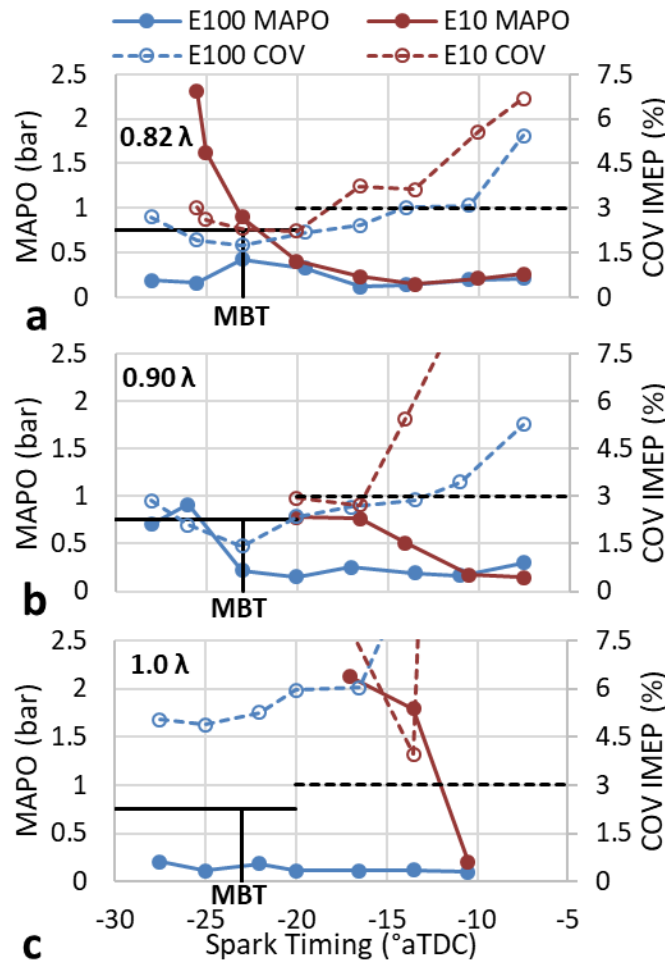 E100 MAPO E10 MAPO
E100 COV E10 COV
2.5 7.5
2 6
1.5 4.5
1 3
0.5 1.5
0 0
MAPO (bar)
0.82 λ
COV IMEP (%)
MBT
a
2.5 7.5
2 6
1.5 4.5
1 3
0.5 1.5
0 0
MAPO (bar)
0.90 λ
COV IMEP (%)
MBT
b
2.5 7.5
2 6
1.5 4.5
1 3
0.5 1.5
0 0
MAPO (bar)
1.0 λ
COV IMEP (%)
MBT
-30 -25 -20 -15 -10 -5
c
Spark Timing (°aTDC)